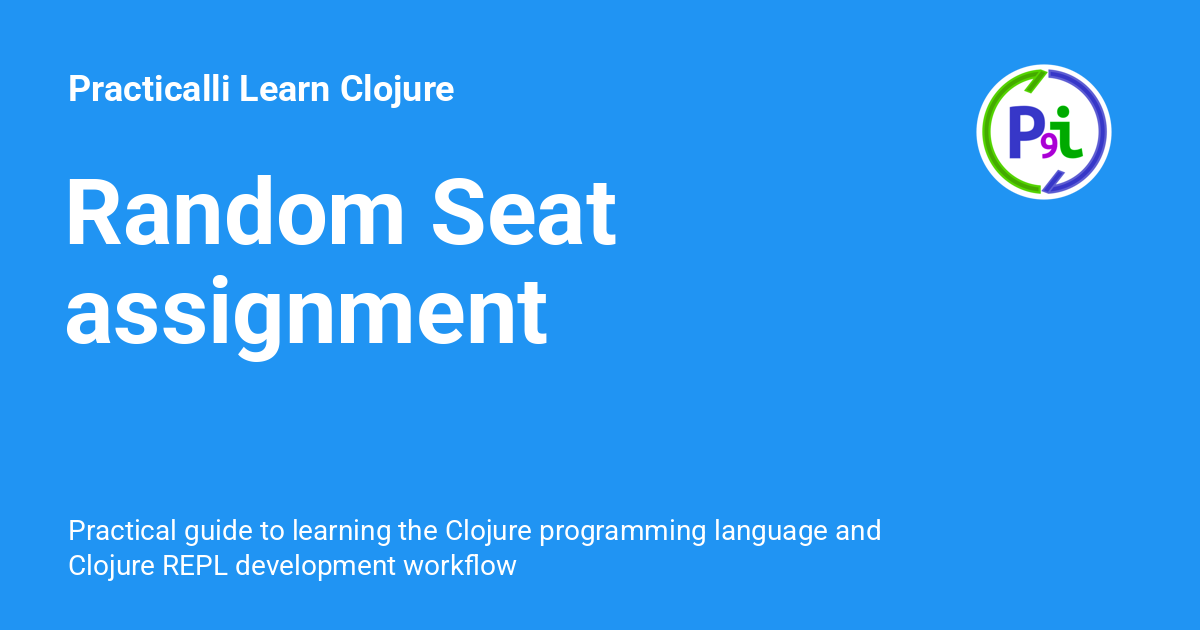 Practicalli Learn Clojure
P9i
Random Seat
assignment
Practical guide to learning the Clojure programming language and
Clojure REPL development workflow